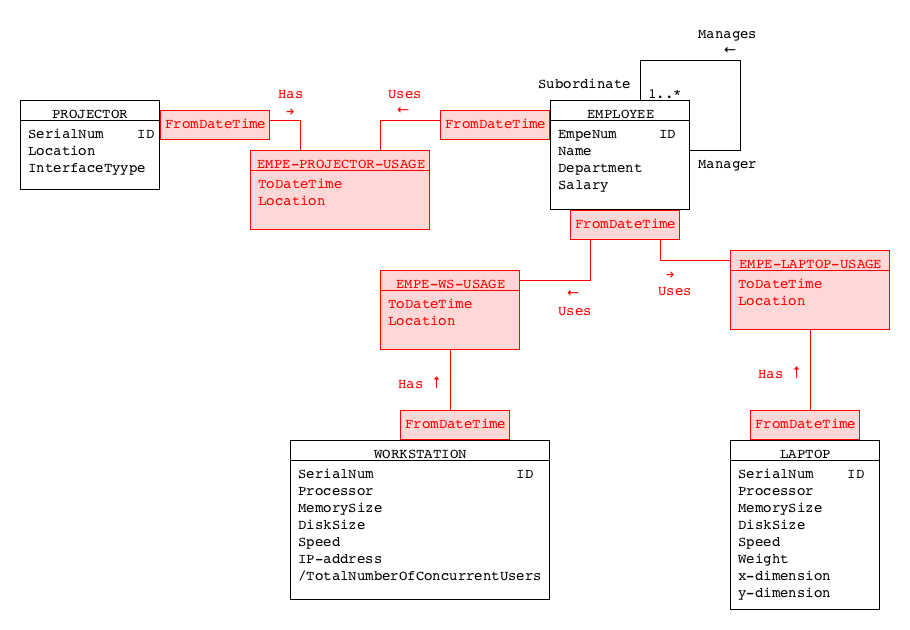 Manages
←
Subordinate
1..*
Manager
Has
→
Uses
←
PROJECTOR
SerialNum ID
Location
InterfaceTyype
FromDateTime
FromDateTime
EMPLOYEE
EmpeNum ID
Name
Department
Salary
EMPE-PROJECTOR-USAGE
ToDateTime
Location
FromDateTime
EMPE-WS-USAGE
ToDateTime
Location
←
Uses
→
Uses
EMPE-LAPTOP-USAGE
ToDateTime
Location
Has ↑
Has ↑
FromDateTime
FromDateTime
WORKSTATION
SerialNum ID
Processor
MemorySize
DiskSize
Speed
IP-address
/TotalNumberOfConcurrentUsers
LAPTOP
SerialNum ID
Processor
MemorySize
DiskSize
Speed
Weight
x-dimension
y-dimension